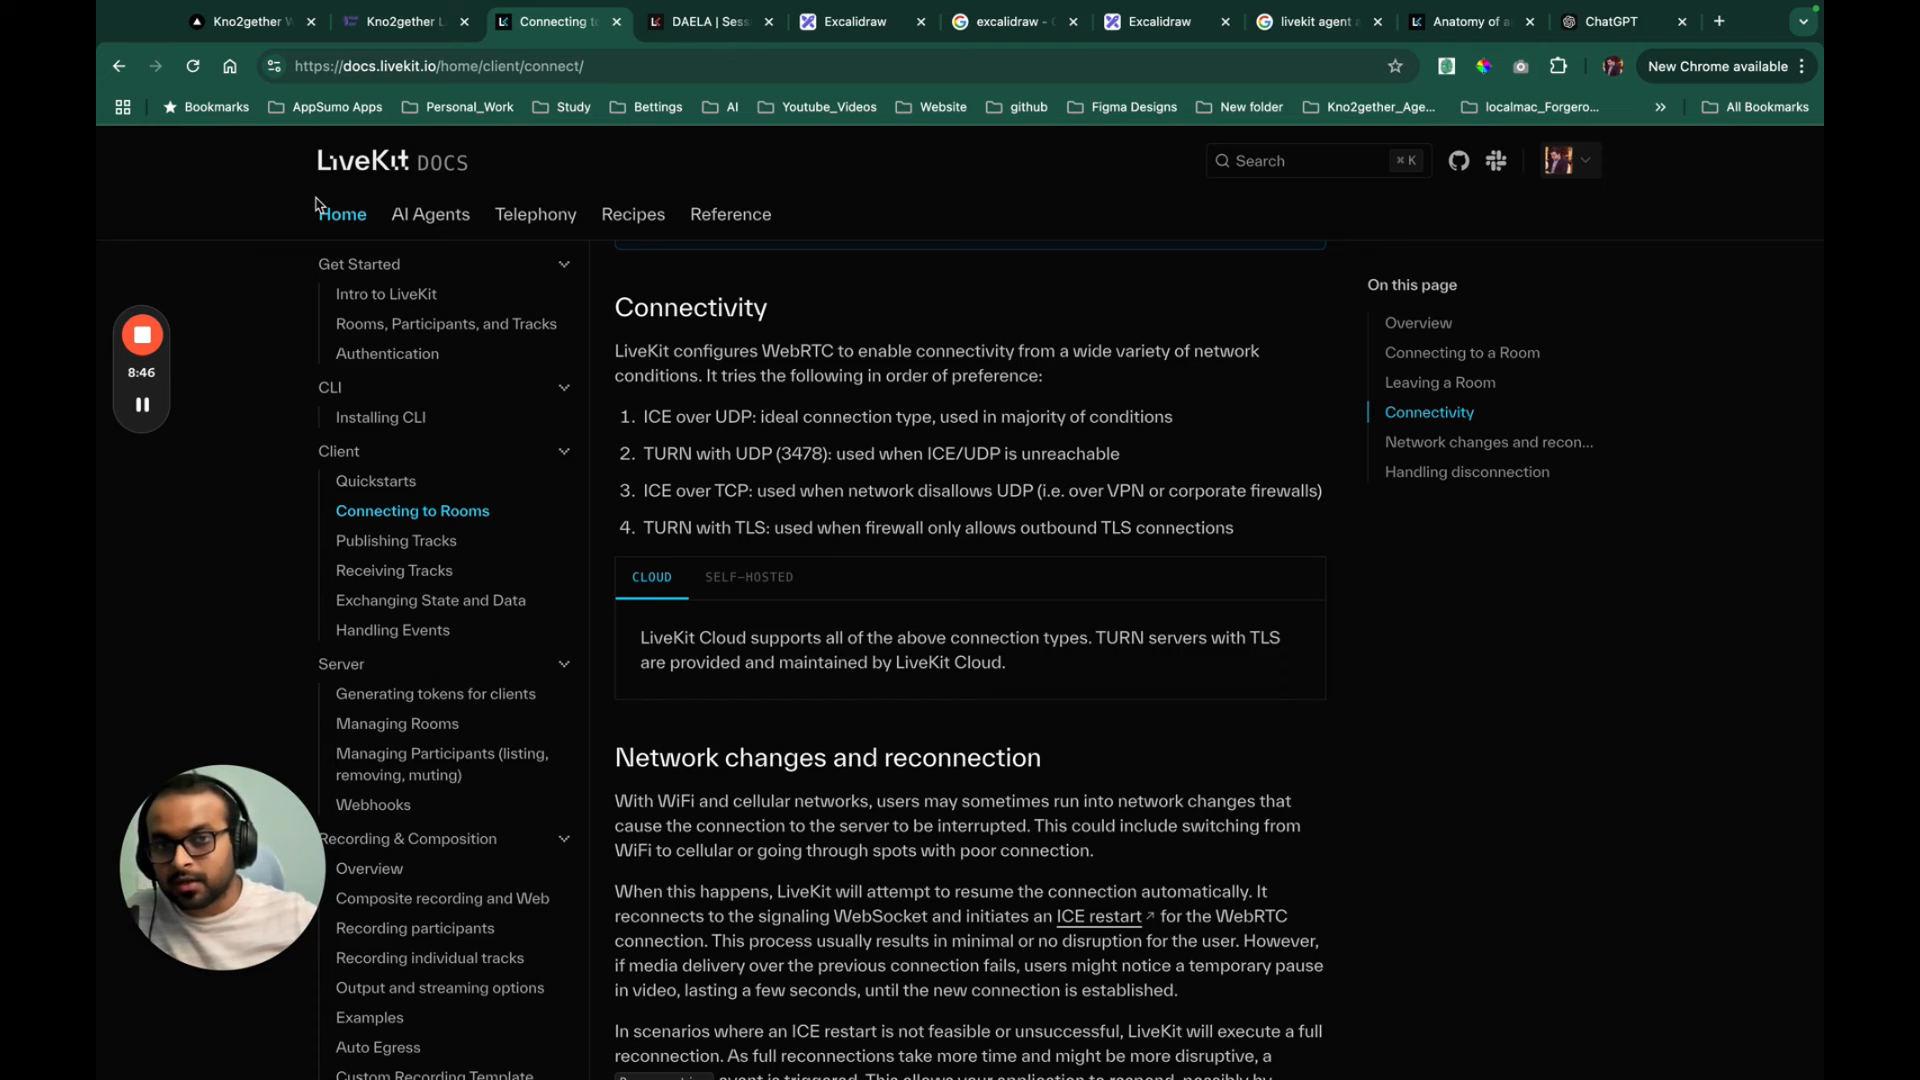 Kno2gether
Kno2gether
Connecting to
DAELA | Sess
Excalidraw
excalidraw -
Excalidraw
livekit agent
Anatomy of a
ChatGPT
https://docs.livekit.io/home/client/connect/
New Chrome available
Bookmarks
AppSumo Apps
Personal_Work
Study
Bettings
AI
Youtube_Videos
Website
github
Figma Designs
New folder
Kno2gether_Age...
localmac_Forgero...
All Bookmarks
LiveKit DOCS
Search
⌘ K
Home
AI Agents
Telephony
Recipes
Reference
Get Started
Intro to LiveKit
Rooms, Participants, and Tracks
Authentication
CLI
Installing CLI
Client
Quickstarts
Connecting to Rooms
Publishing Tracks
Receiving Tracks
Exchanging State and Data
Handling Events
Server
Generating tokens for clients
Managing Rooms
Managing Participants (listing,
removing, muting)
Webhooks
Recording & Composition
Overview
Composite recording and Web
Recording participants
Recording individual tracks
Output and streaming options
Examples
Auto Egress
Custom Recording Template
8:46
Connectivity
LiveKit configures WebRTC to enable connectivity from a wide variety of network
conditions. It tries the following in order of preference:
1. ICE over UDP: ideal connection type, used in majority of conditions
2. TURN with UDP (3478): used when ICE/UDP is unreachable
3. ICE over TCP: used when network disallows UDP (i.e. over VPN or corporate firewalls)
4. TURN with TLS: used when firewall only allows outbound TLS connections
CLOUD
SELF-HOSTED
LiveKit Cloud supports all of the above connection types. TURN servers with TLS
are provided and maintained by LiveKit Cloud.
Network changes and reconnection
With WiFi and cellular networks, users may sometimes run into network changes that
cause the connection to the server to be interrupted. This could include switching from
WiFi to cellular or going through spots with poor connection.
When this happens, LiveKit will attempt to resume the connection automatically. It
reconnects to the signaling WebSocket and initiates an ICE restart ↗ for the WebRTC
connection. This process usually results in minimal or no disruption for the user. However,
if media delivery over the previous connection fails, users might notice a temporary pause
in video, lasting a few seconds, until the new connection is established.
In scenarios where an ICE restart is not feasible or unsuccessful, LiveKit will execute a full
reconnection. As full reconnections take more time and might be more disruptive, a
event is triggered. This allows your application to respond, possibly by
On this page
Overview
Connecting to a Room
Leaving a Room
Connectivity
Network changes and recon...
Handling disconnection